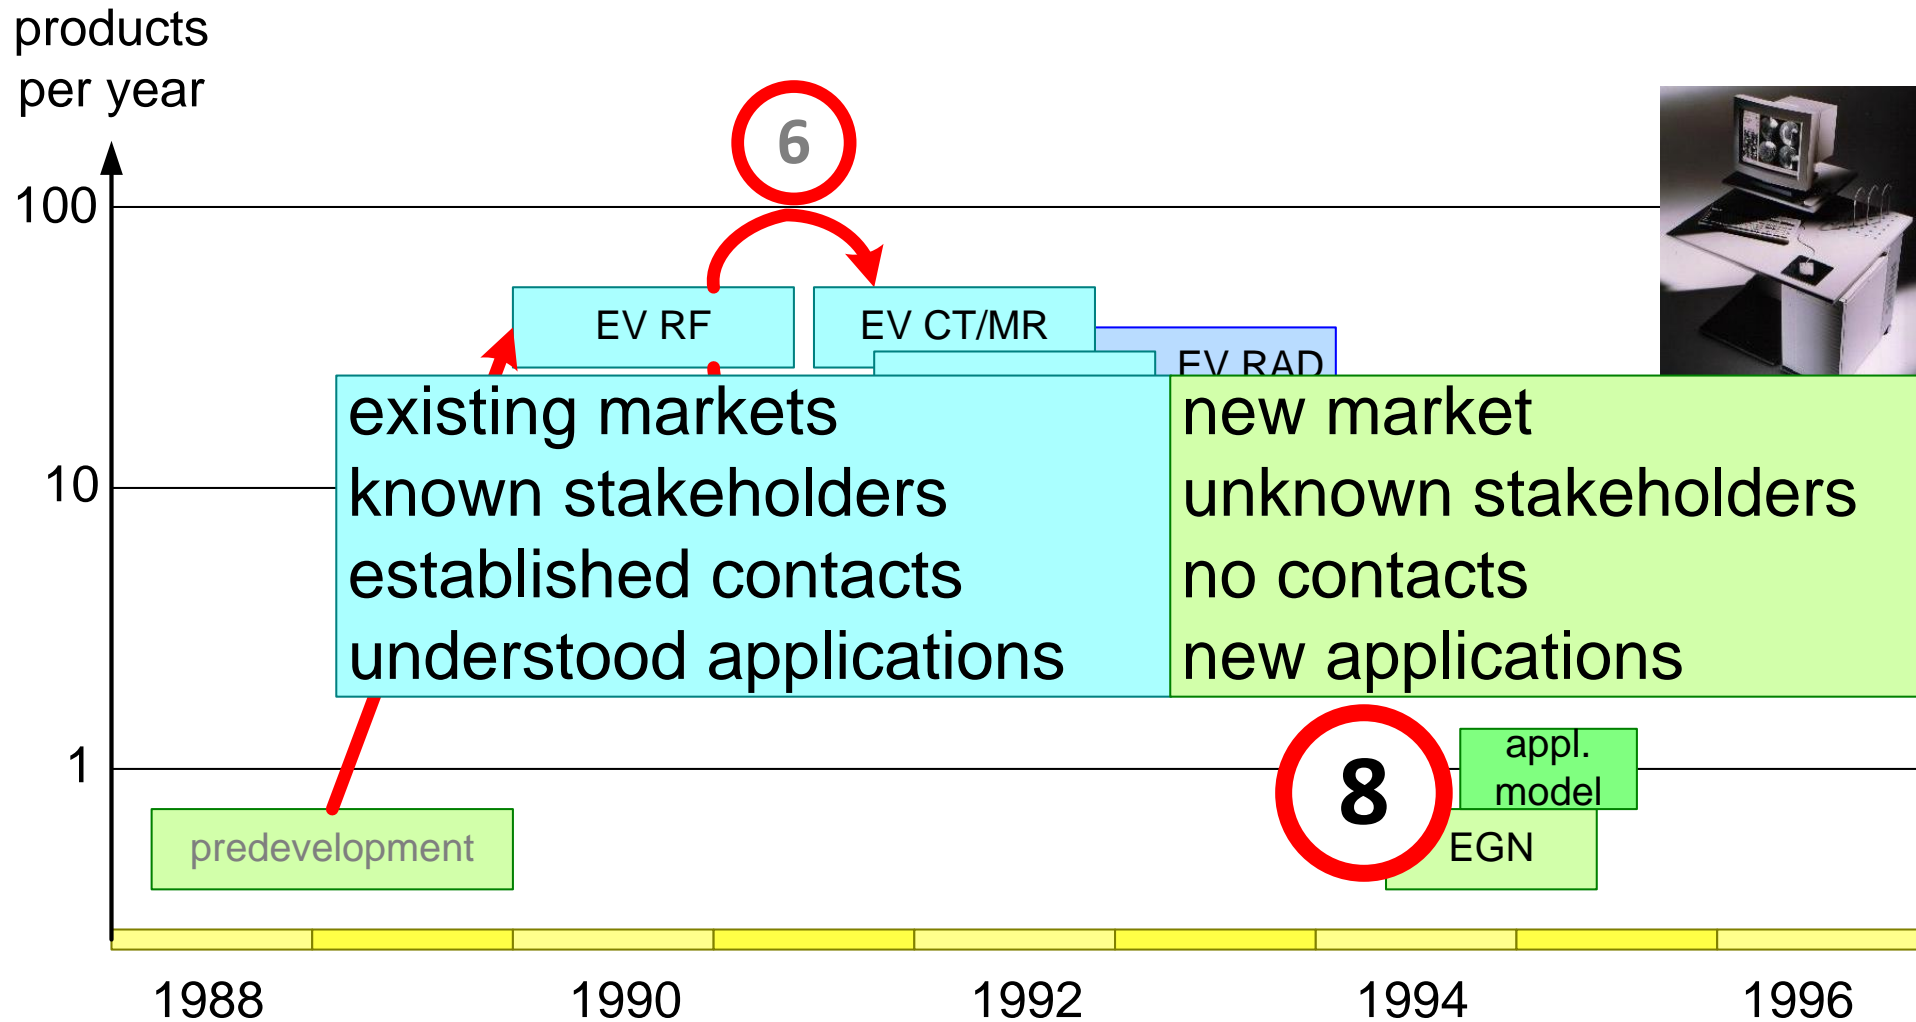 products
per year
6
100
EV RF
EV CT/MR
EV RAD
existing markets
known stakeholders
established contacts
understood applications
new market
unknown stakeholders
no contacts
new applications
10
1
8
appl.
model
predevelopment
EGN
1988
1990
1992
1994
1996